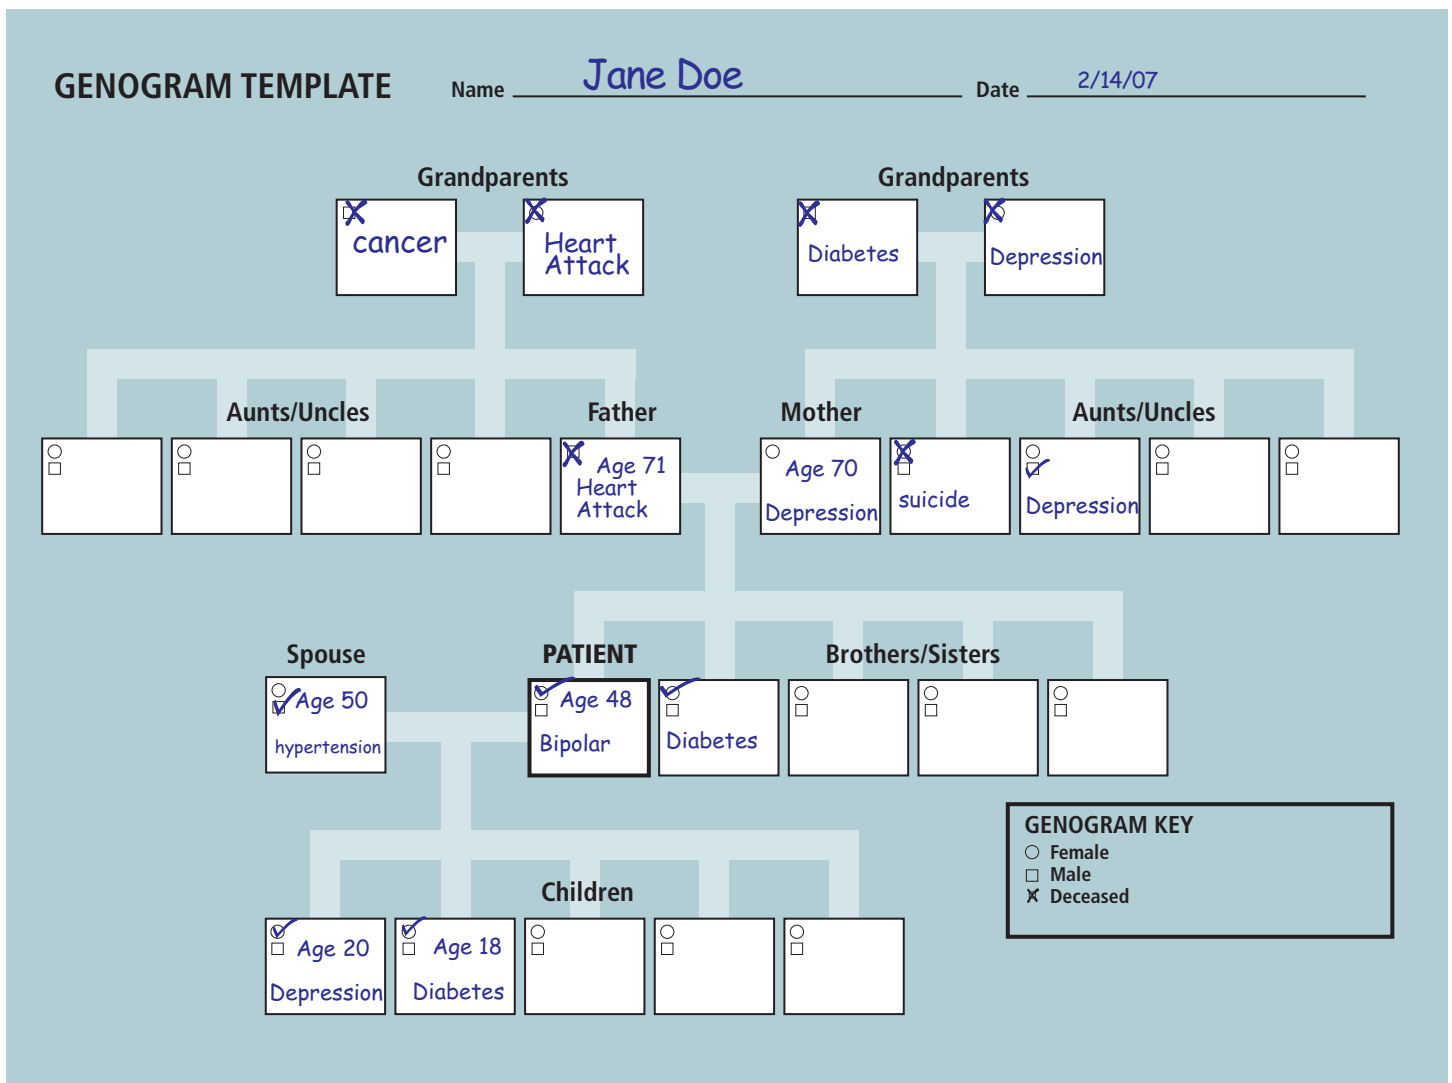 GENOGRAM TEMPLATE Name Jane Doe Date 2/14/07
Grandparents Grandparents
cancer
Heart
Attack
Diabetes
Depression
Aunts/Uncles Father Mother Aunts/Uncles
Age 71
Heart
Attack
Age 70
Depression
suicide
Depression
Spouse PATIENT Brothers/Sisters
Age 50
hypertension
Age 48
Bipolar
Diabetes
GENOGRAM KEY
Female
Male
Deceased
Children
Age 20
Depression
Age 18
Diabetes